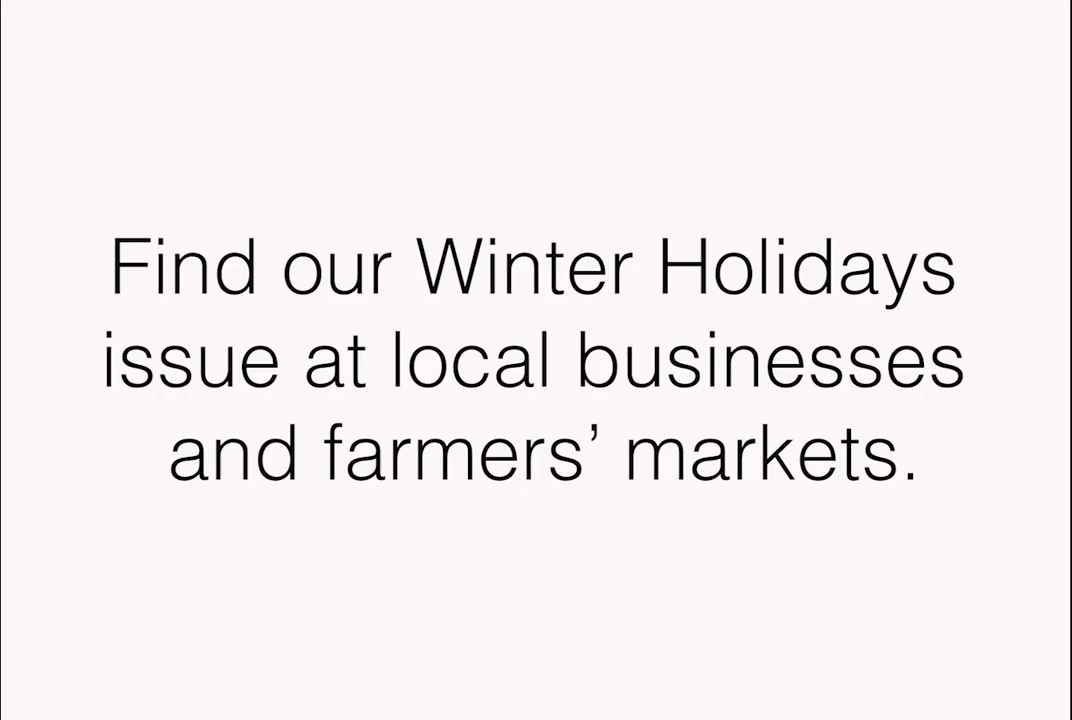 Find our Winter Holidays
issue at local businesses
and farmers’ markets.